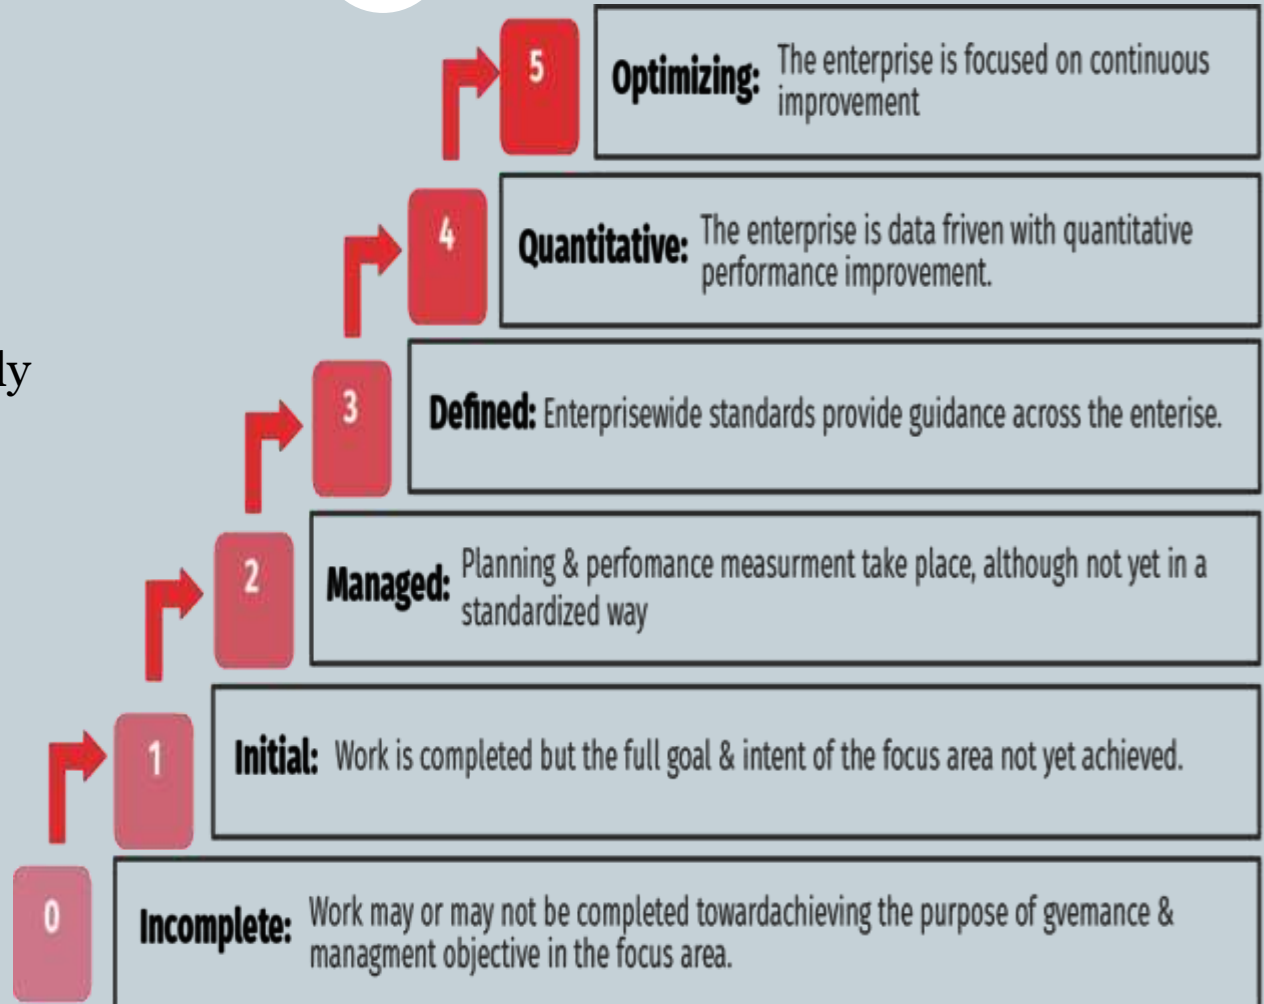 5
Optimizing: The enterprise is focused on continuous
improvement
4
Quantitative: The enterprise is data friven with quantitative
performance improvement.
ly
3
Defined: Enterprisewide standards provide guidance across the enterise.
2
Managed: Planning & perfomance measurment take place, although not yet in a
standardized way
1
Initial: Work is completed but the full goal & intent of the focus area not yet achieved.
0
Incomplete: Work may or may not be completed towardachieving the purpose of gvemance &
managment objective in the focus area.